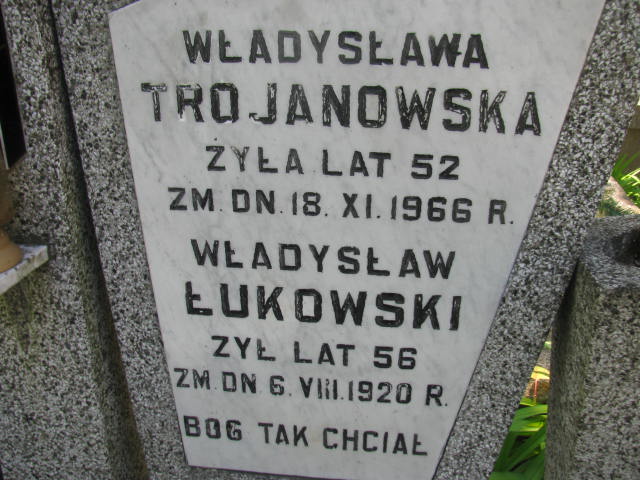 WŁADYSŁAWA
TROJANOWSKA
ŻYŁA LAT 52
ZM. DN. 18. XI. 1966 R.
WŁADYSŁAW
ŁUKOWSKI
ŻYŁ LAT 56
ZM. DN. 6. VIII. 1920 R.
BÓG TAK CHCIAŁ